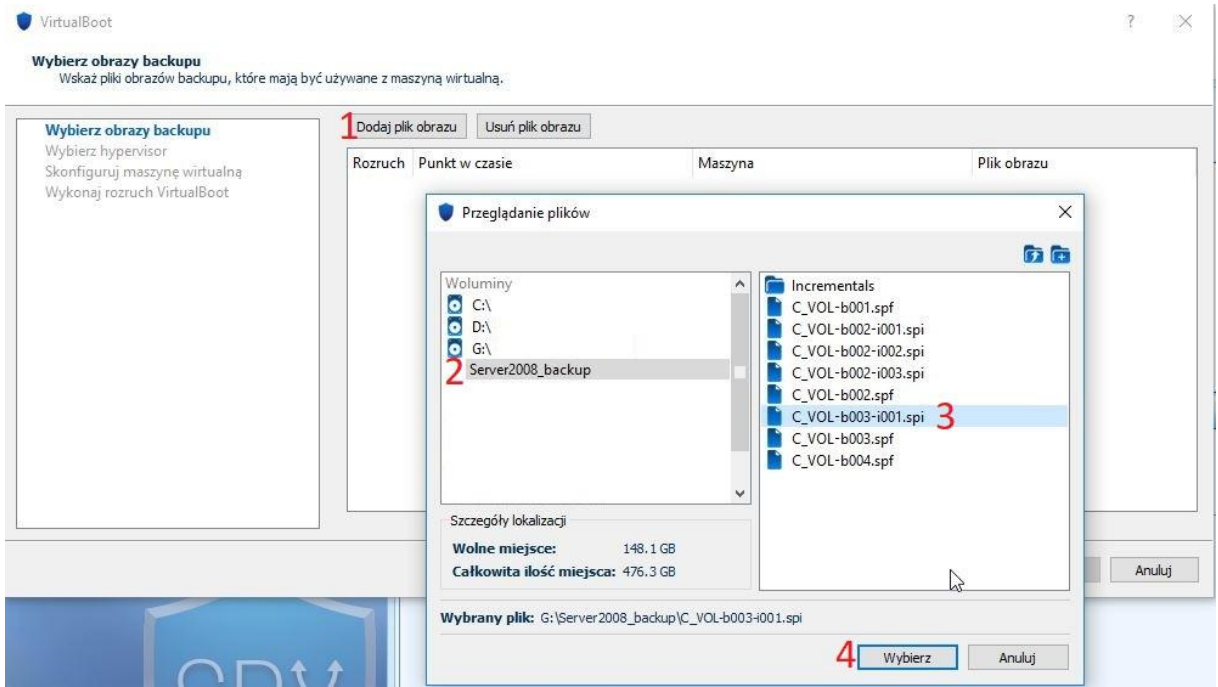 VirtualBoot
Wybierz obrazy backupu
Wskaż pliki obrazów backupu, które mają być używane z maszyną wirtualną.
Wybierz obrazy backupu
Wybierz hypervisor
Skonfiguruj maszynę wirtualną
Wykonaj rozruch VirtualBoot
1 Dodaj plik obrazu Usuń plik obrazu
Rozruch Punkt w czasie Maszyna Plik obrazu
Przeglądanie plików
Woluminy
C:\
D:\
G:\
2 Server2008_backup
Incrementals
C_VOL-b001.spf
C_VOL-b002-i001.spi
C_VOL-b002-i002.spi
C_VOL-b002-i003.spi
C_VOL-b002.spf
C_VOL-b003-i001.spi 3
C_VOL-b003.spf
C_VOL-b004.spf
Szczegóły lokalizacji
Wolne miejsce: 148.1 GB
Całkowita ilość miejsca: 476.3 GB
Anuluj
Wybrany plik: G:\Server2008_backup\C_VOL-b003-i001.spi
4 Wybierz Anuluj